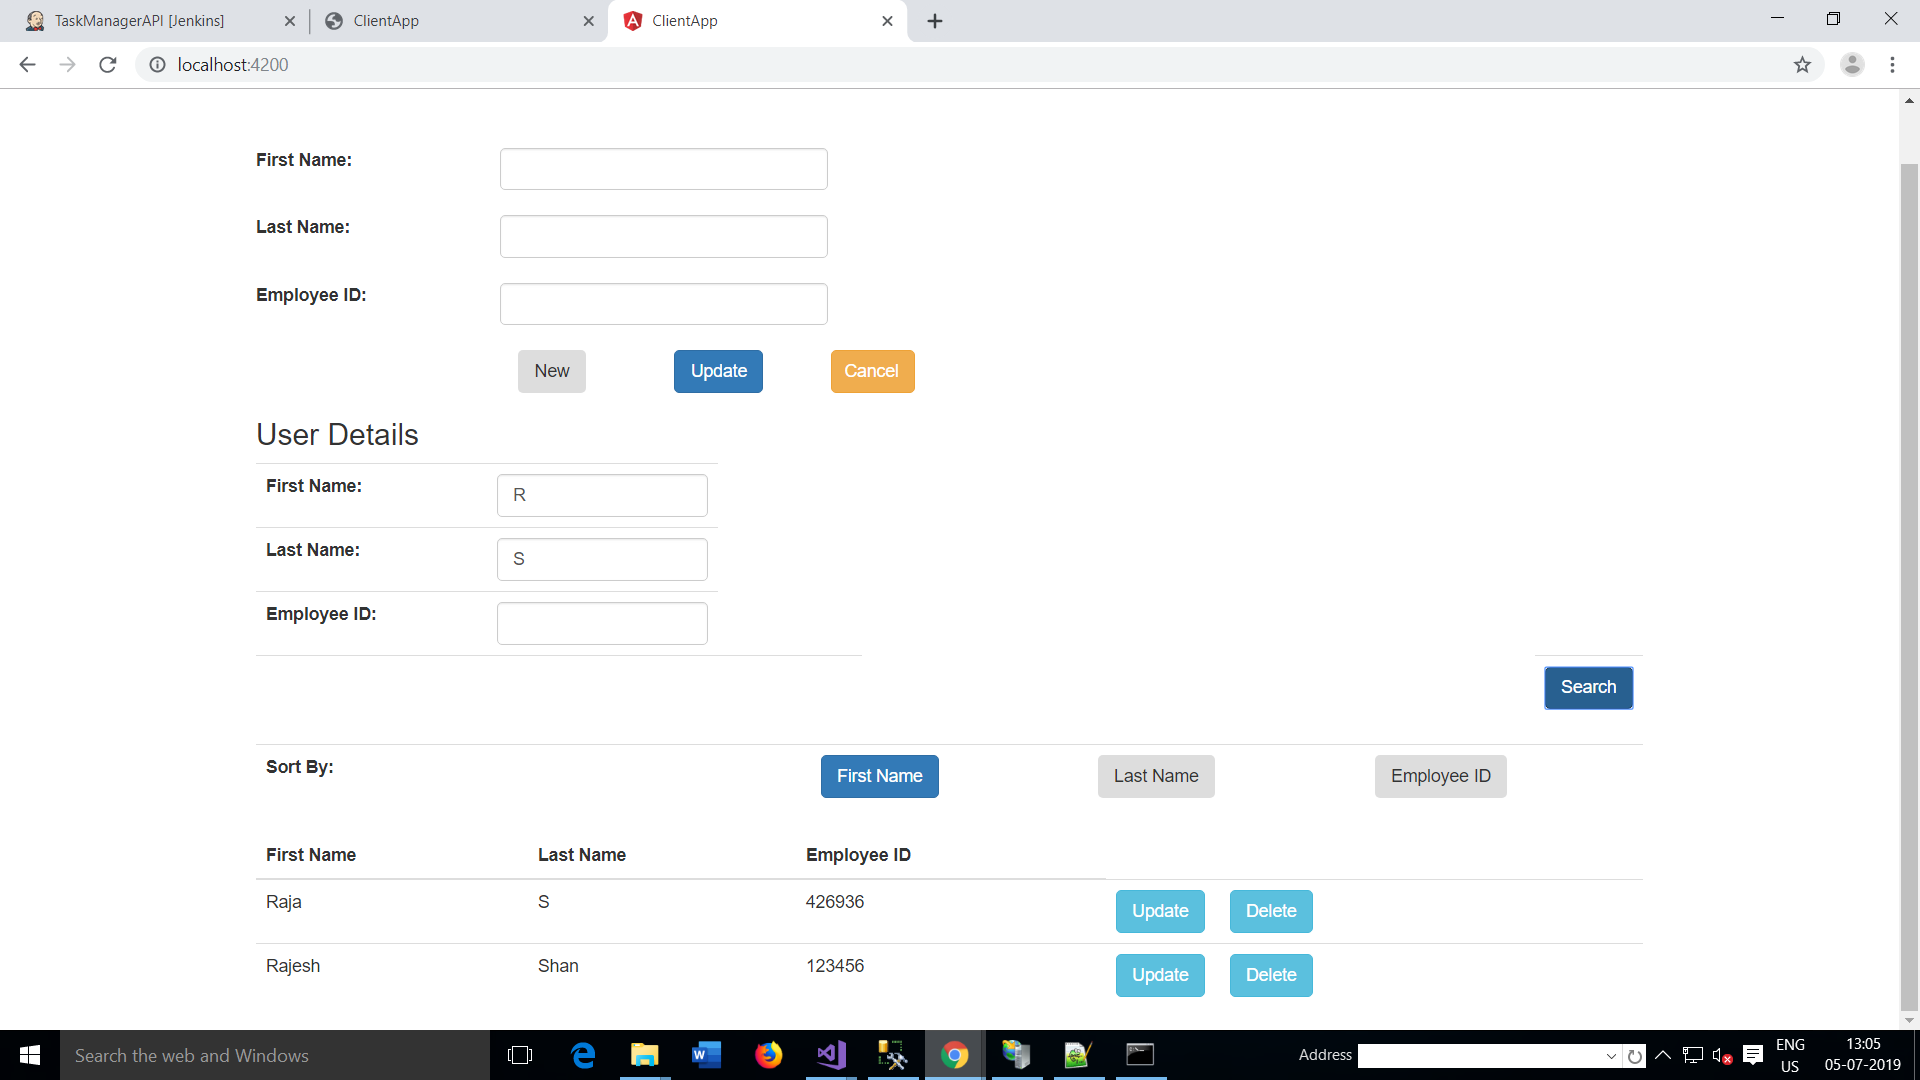 TaskManagerAPI [Jenkins]
ClientApp
ClientApp
localhost:4200
First Name:
Last Name:
Employee ID:
New Update Cancel
User Details
First Name: R
Last Name: S
Employee ID:
Search
Sort By: First Name Last Name Employee ID
First Name Last Name Employee ID
Raja S 426936 Update Delete
Rajesh Shan 123456 Update Delete
Search the web and Windows
Address
ENG
US
13:05
05-07-2019